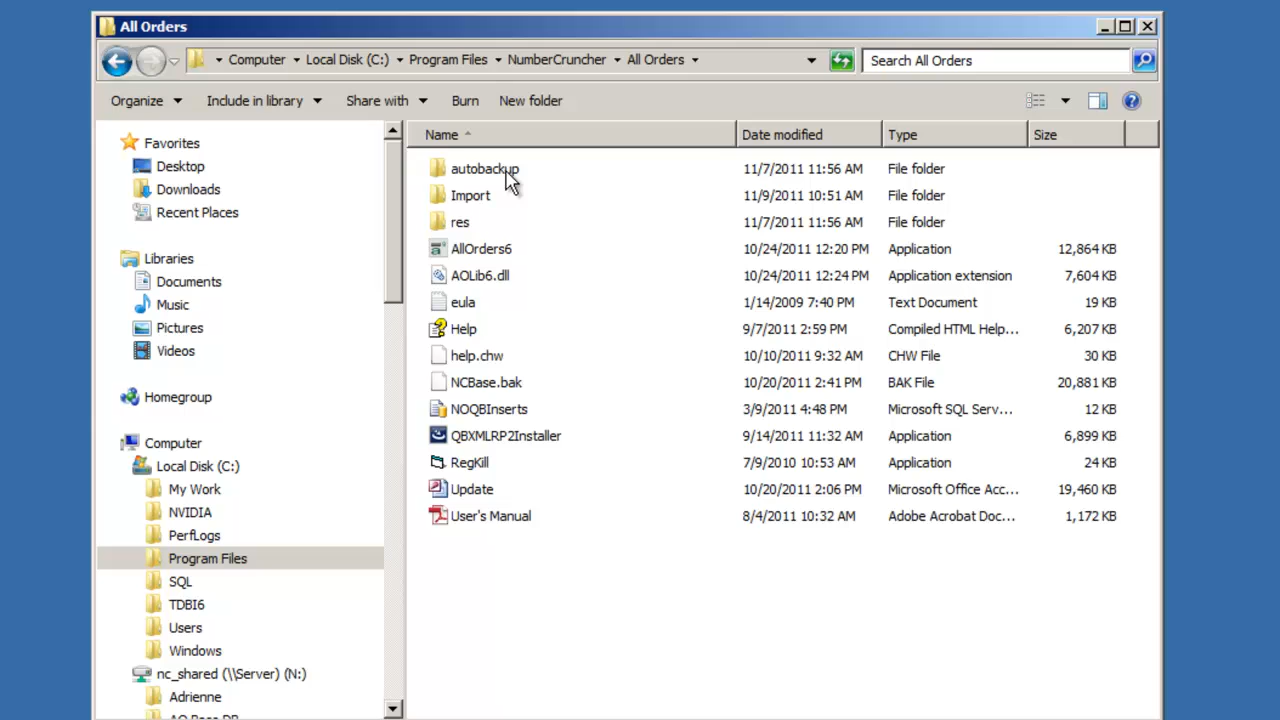 All Orders
Computer Local Disk (C:) Program Files NumberCruncher All Orders Search All Orders
Organize Include in library Share with Burn New folder
Favorites
Desktop
Downloads
Recent Places
Libraries
Documents
Music
Pictures
Videos
Homegroup
Computer
Local Disk (C:)
My Work
NVIDIA
PerfLogs
Program Files
SQL
TDBI6
Users
Windows
nc_shared (\\Server) (N:)
Adrienne
Name Date modified Type Size
autobackup 11/7/2011 11:56 AM File folder
Import 11/9/2011 10:51 AM File folder
res 11/7/2011 11:56 AM File folder
AllOrders6 10/24/2011 12:20 PM Application 12,864 KB
AOLib6.dll 10/24/2011 12:24 PM Application extension 7,604 KB
eula 1/14/2009 7:40 PM Text Document 19 KB
Help 9/7/2011 2:59 PM Compiled HTML Help... 6,207 KB
help.chw 10/10/2011 9:32 AM CHW File 30 KB
NCBase.bak 10/20/2011 2:41 PM BAK File 20,881 KB
NOQBInserts 3/9/2011 4:48 PM Microsoft SQL Serv... 12 KB
QBXMLRP2Installer 9/14/2011 11:32 AM Application 6,899 KB
RegKill 7/9/2010 10:53 AM Application 24 KB
Update 10/20/2011 2:06 PM Microsoft Office Acc... 19,460 KB
User's Manual 8/4/2011 10:32 AM Adobe Acrobat Doc... 1,172 KB